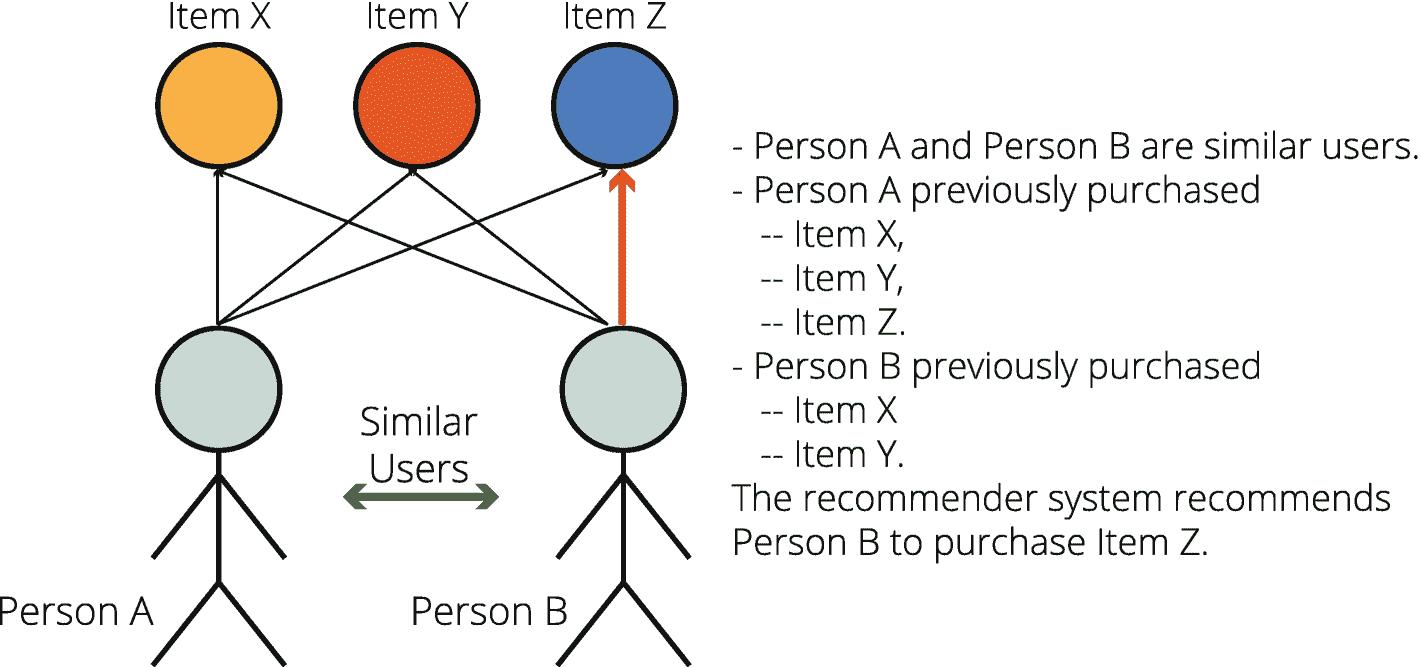 Item X
Item Y
Item Z
- Person A and Person B are similar users.
- Person A previously purchased
-- Item X,
-- Item Y,
-- Item Z.
- Person B previously purchased
-- Item X
-- Item Y.
The recommender system recommends
Person B to purchase Item Z.
Similar
Users
Person A
Person B